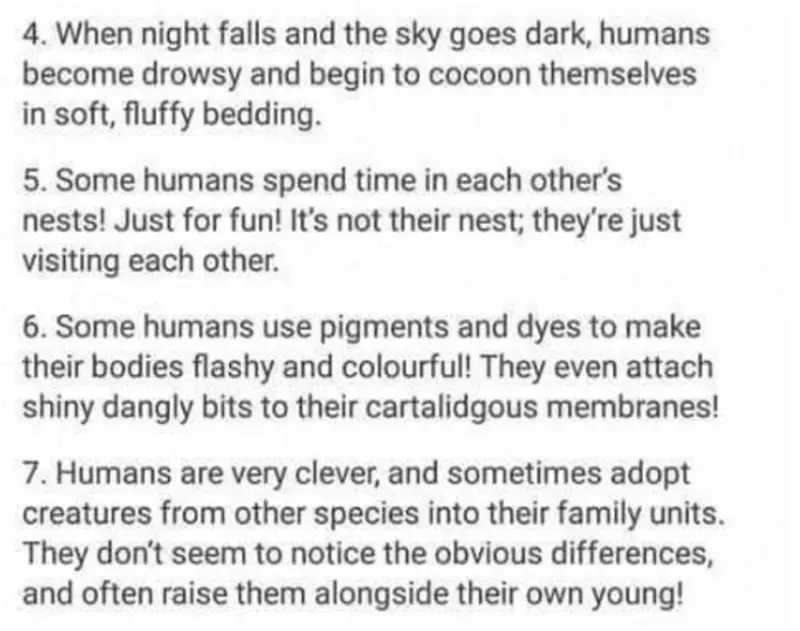 4. When night falls and the sky goes dark, humans
become drowsy and begin to cocoon themselves
in soft, fluffy bedding.
5. Some humans spend time in each other's
nests! Just for fun! It's not their nest; they're just
visiting each other.
6. Some humans use pigments and dyes to make
their bodies flashy and colourful! They even attach
shiny dangly bits to their cartalidgous membranes!
7. Humans are very clever, and sometimes adopt
creatures from other species into their family units.
They don't seem to notice the obvious differences,
and often raise them alongside their own young!